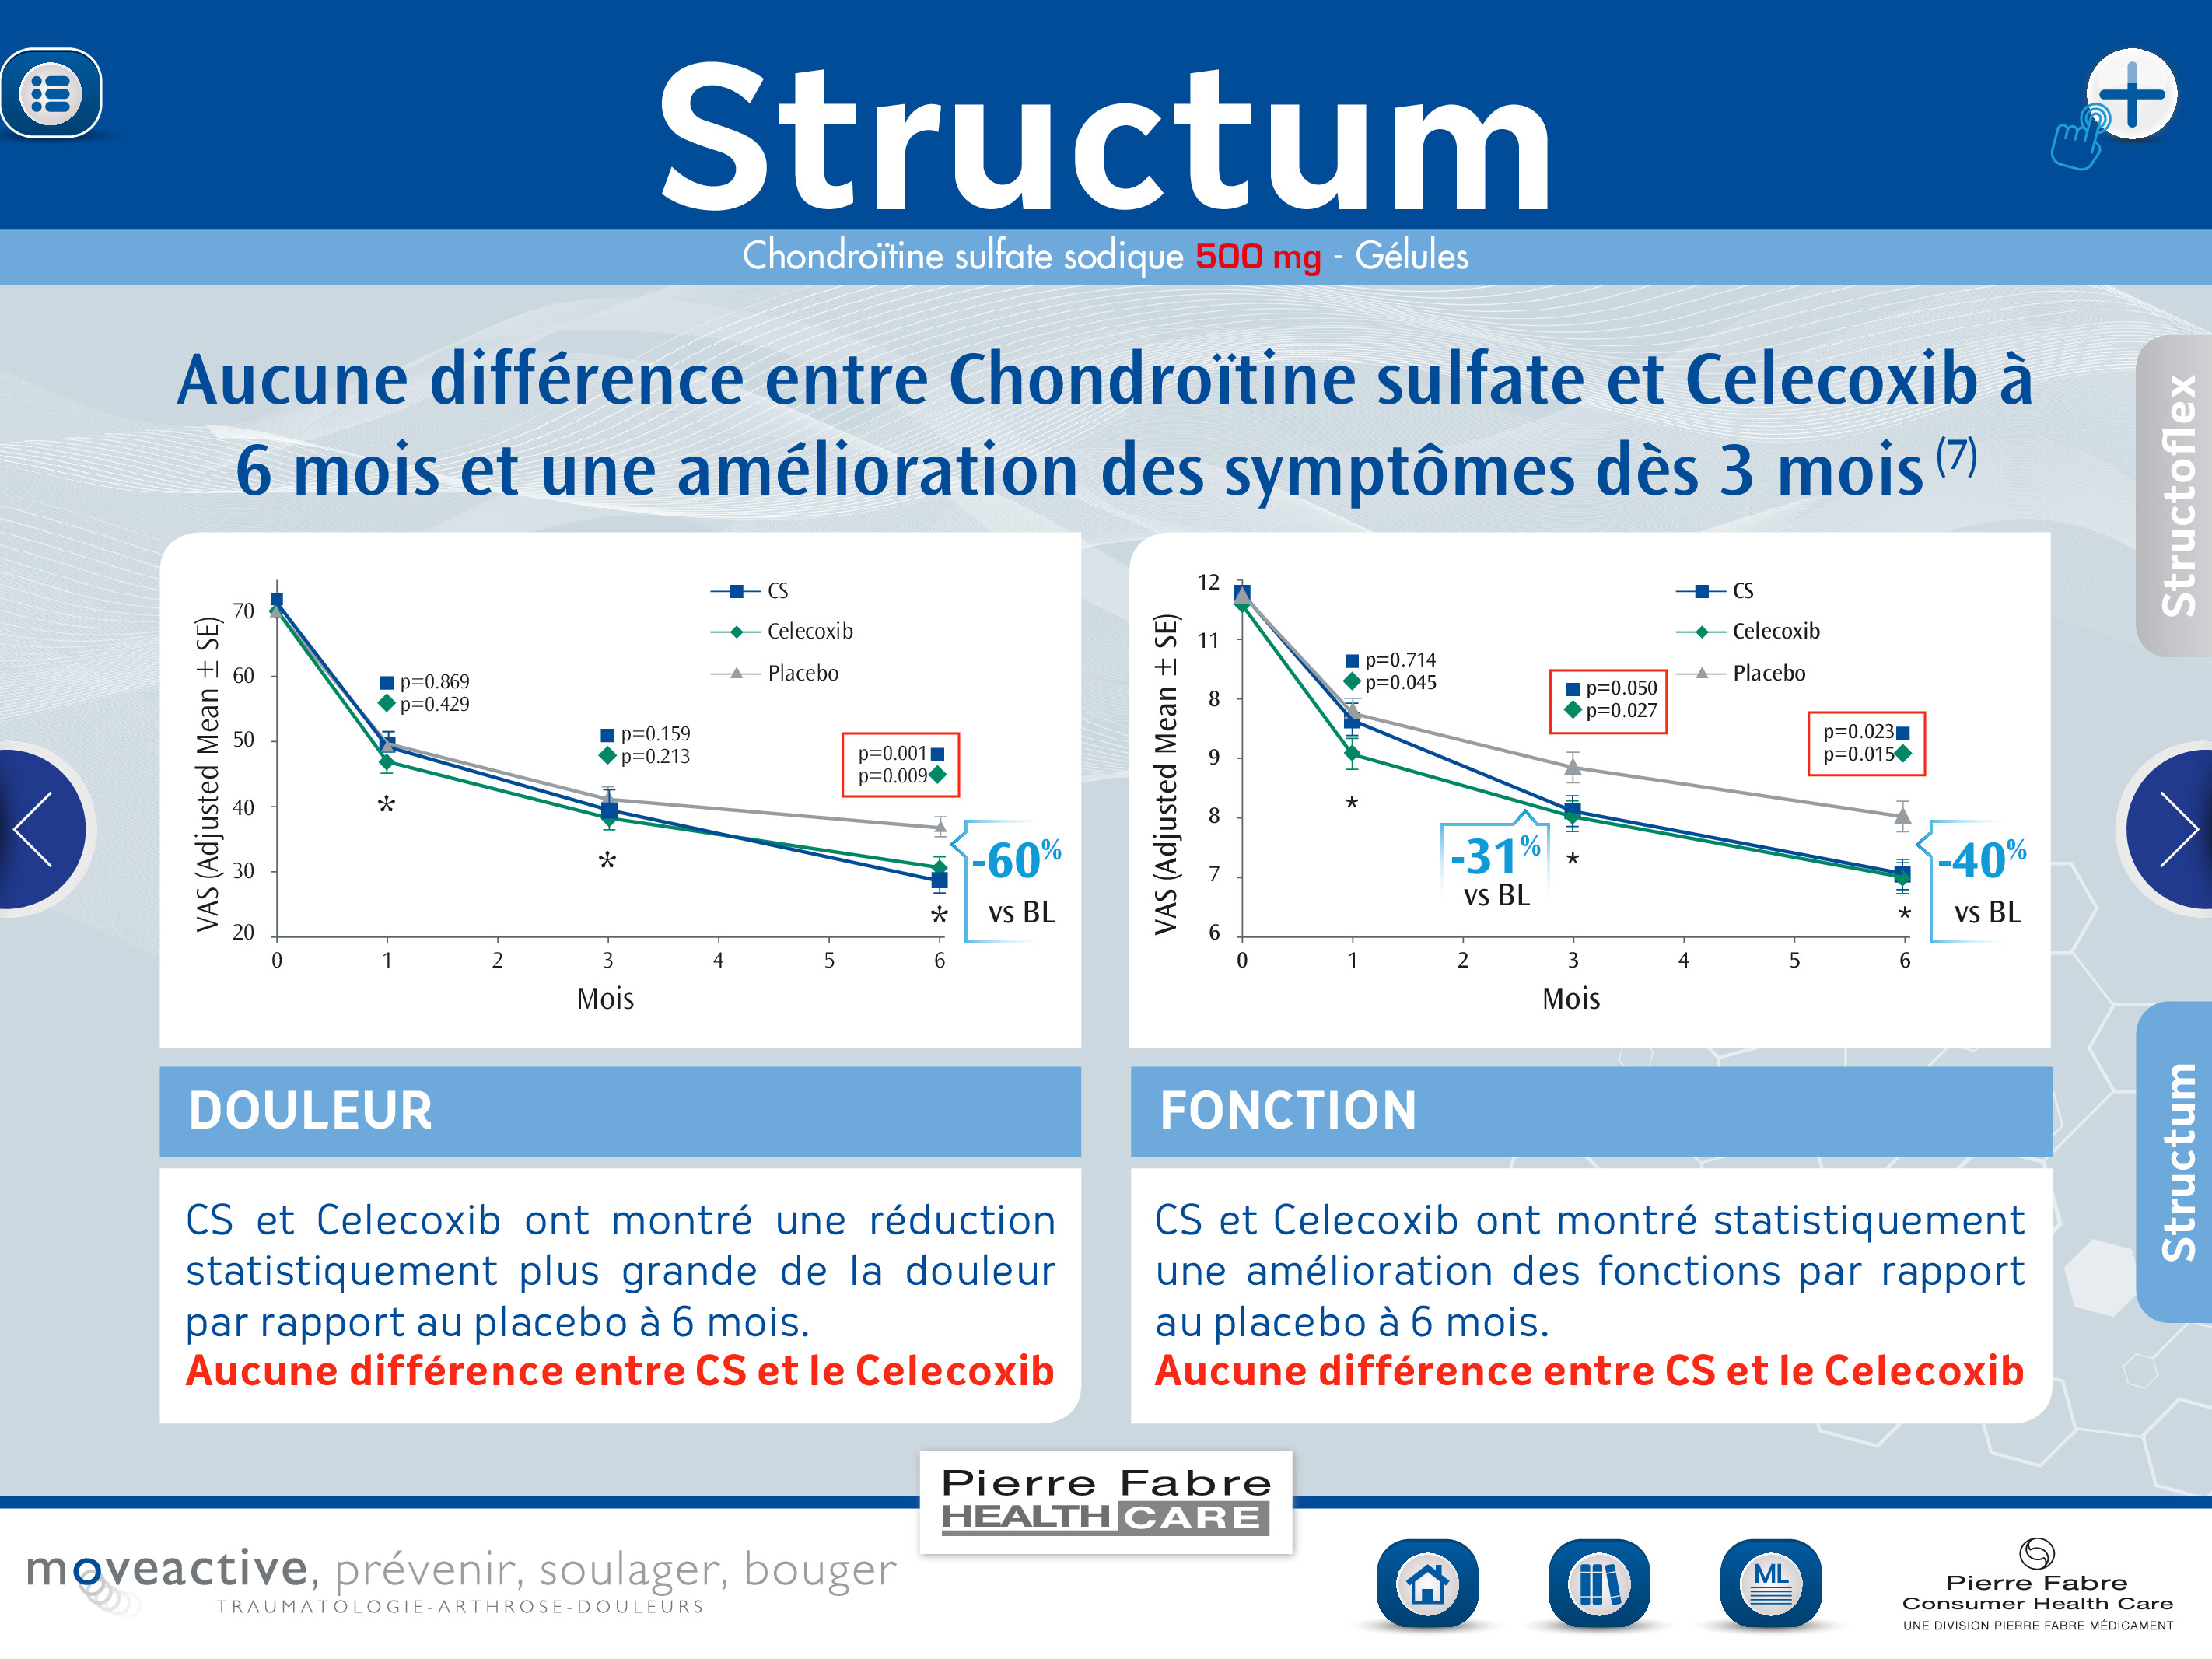 Structum
Chondroïtine sulfate sodique 500 mg - Gélules
Aucune différence entre Chondroïtine sulfate et Celecoxib à
6 mois et une amélioration des symptômes dès 3 mois (7)
Structoflex
Structum
VAS (Adjusted Mean ± SE)
70
60
50
40
30
20
0 1 2 3 4 5 6
Mois
CS
Celecoxib
Placebo
p=0.869
p=0.429
*
p=0.159
p=0.213
*
p=0.001
p=0.009
*
-60%
vs BL
VAS (Adjusted Mean ± SE)
12
11
8
9
8
7
6
0 1 2 3 4 5 6
Mois
CS
Celecoxib
Placebo
p=0.714
p=0.045
*
p=0.050
p=0.027
-31%
vs BL
*
p=0.023
p=0.015
*
-40%
vs BL
DOULEUR
CS et Celecoxib ont montré une réduction
statistiquement plus grande de la douleur
par rapport au placebo à 6 mois.
Aucune différence entre CS et le Celecoxib
FONCTION
CS et Celecoxib ont montré statistiquement
une amélioration des fonctions par rapport
au placebo à 6 mois.
Aucune différence entre CS et le Celecoxib
Pierre Fabre
HEALTH CARE
moveactive, prévenir, soulager, bouger
TRAUMATOLOGIE-ARTHROSE-DOULEURS
ML
Pierre Fabre
Consumer Health Care
UNE DIVISION PIERRE FABRE MÉDICAMENT